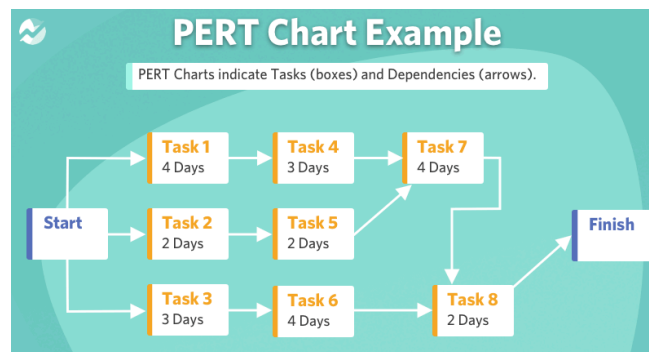 PERT Chart Example
PERT Charts indicate Tasks (boxes) and Dependencies (arrows).
Task 1
4 Days
Task 4
3 Days
Task 7
4 Days
Start
Task 2
2 Days
Task 5
2 Days
Finish
Task 3
3 Days
Task 6
4 Days
Task 8
2 Days